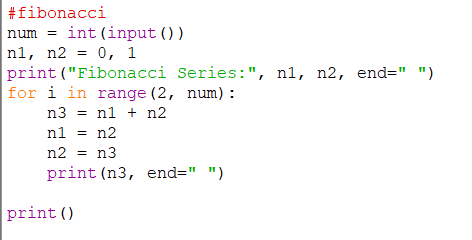 #fibonacci
num = int(input())
n1, n2 = 0, 1
print("Fibonacci Series:", n1, n2, end=" ")
for i in range(2, num):
    n3 = n1 + n2
    n1 = n2
    n2 = n3
    print(n3, end=" ")

print()